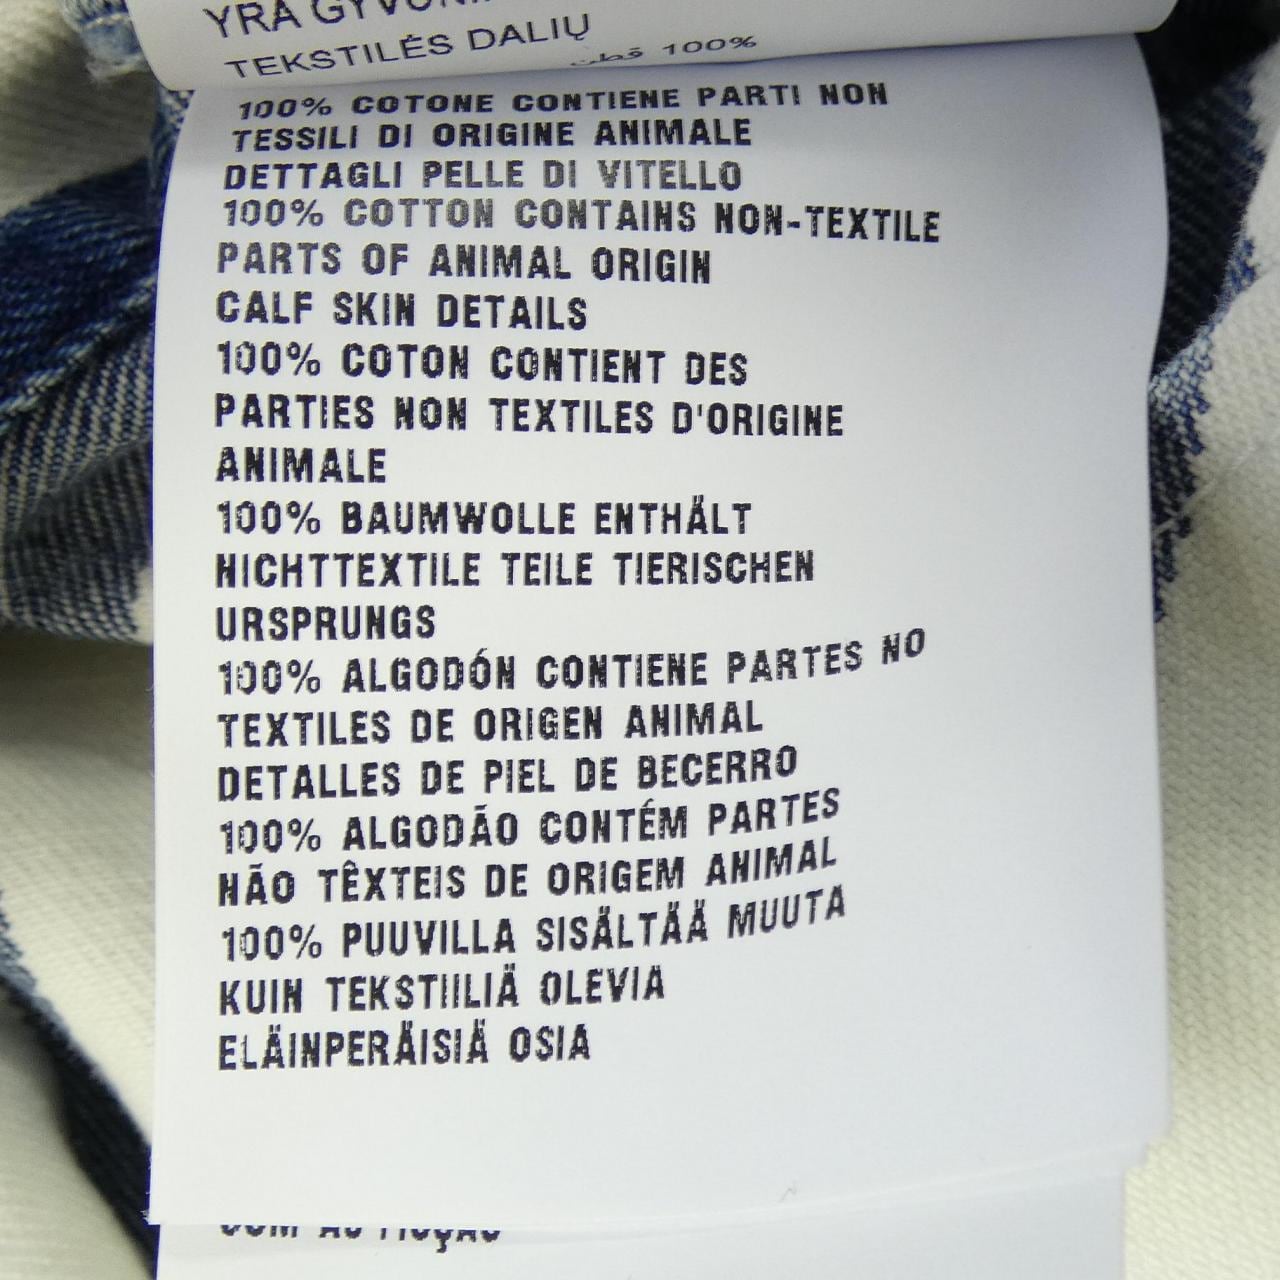 YRA
TEKSTILĖS DALIŲ
100% قطن
100% COTONE CONTIENE PARTI NON
TESSILI DI ORIGINE ANIMALE
DETTAGLI PELLE DI VITELLO
100% COTTON CONTAINS NON-TEXTILE
PARTS OF ANIMAL ORIGIN
CALF SKIN DETAILS
100% COTON CONTIENT DES
PARTIES NON TEXTILES D'ORIGINE
ANIMALE
100% BAUMWOLLE ENTHÄLT
NICHTTEXTILE TEILE TIERISCHEN
URSPRUNGS
100% ALGODÓN CONTIENE PARTES NO
TEXTILES DE ORIGEN ANIMAL
DETALLES DE PIEL DE BECERRO
100% ALGODÃO CONTÉM PARTES
NÃO TÊXTEIS DE ORIGEM ANIMAL
100% PUUVILLA SISÄLTÄÄ MUUTA
KUIN TEKSTIILIÄ OLEVIA
ELÄINPERÄISIÄ OSIA